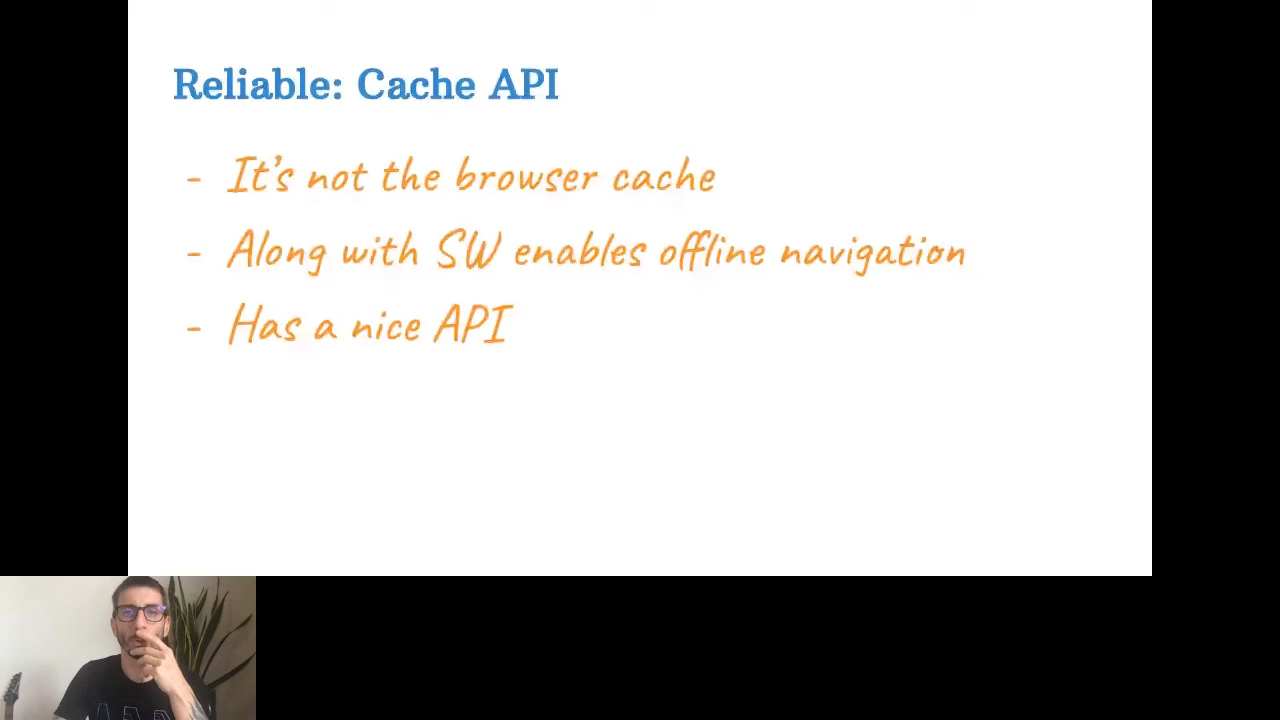 Reliable: Cache API
- It's not the browser cache
- Along with SW enables offline navigation
- Has a nice API